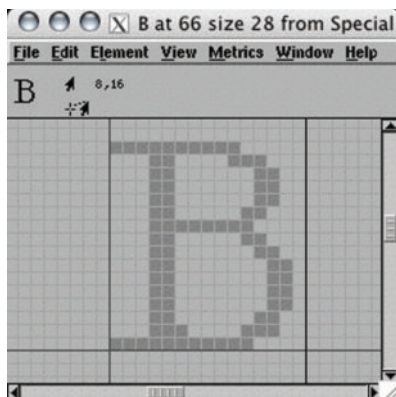 X B at 66 size 28 from Special
File Edit Element View Metrics Window Help
B 8,16
B